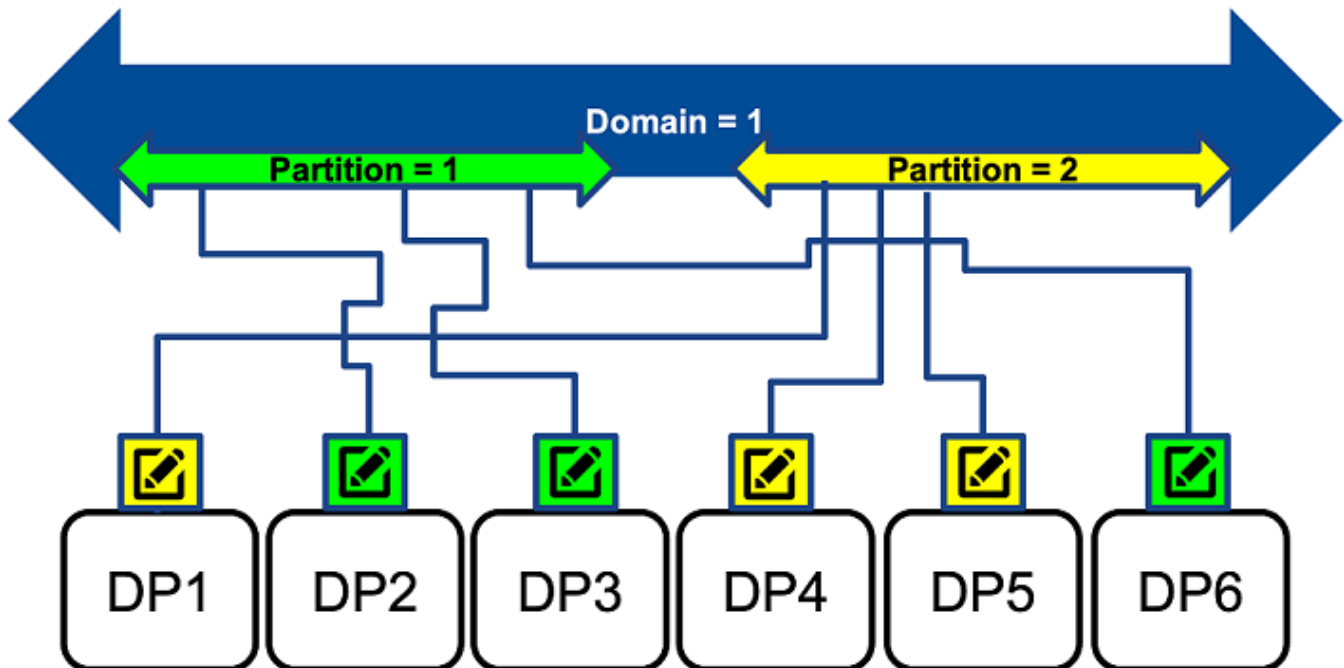 Domain = 1
Partition = 1
Partition = 2
DP1
DP2
DP3
DP4
DP5
DP6